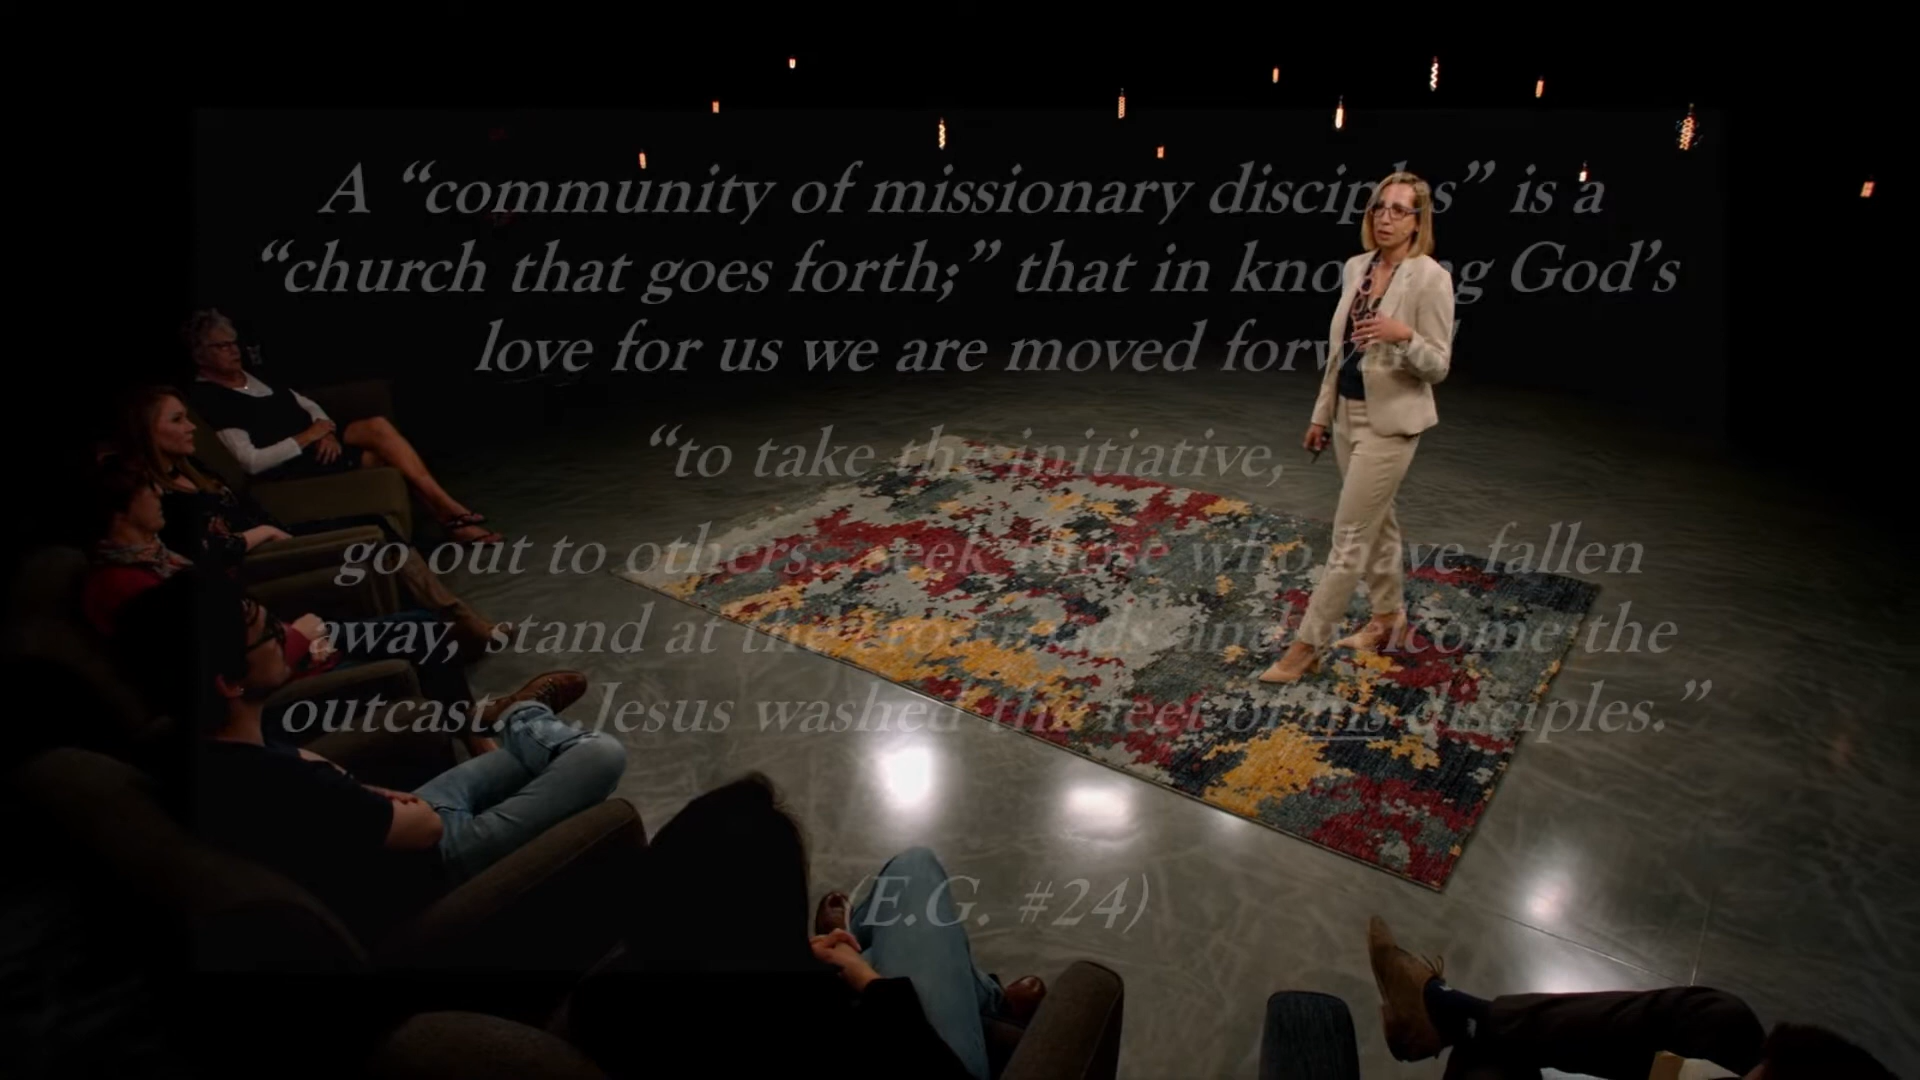 A “community of missionary disciples” is a
“church that goes forth;” that in knowing God’s
love for us we are moved forward
“to take the initiative,
go out to others... seek those who have fallen
away, stand at the crossroads and welcome the
outcast. ...Jesus washed the feet of his disciples.”
(E.G. #24)